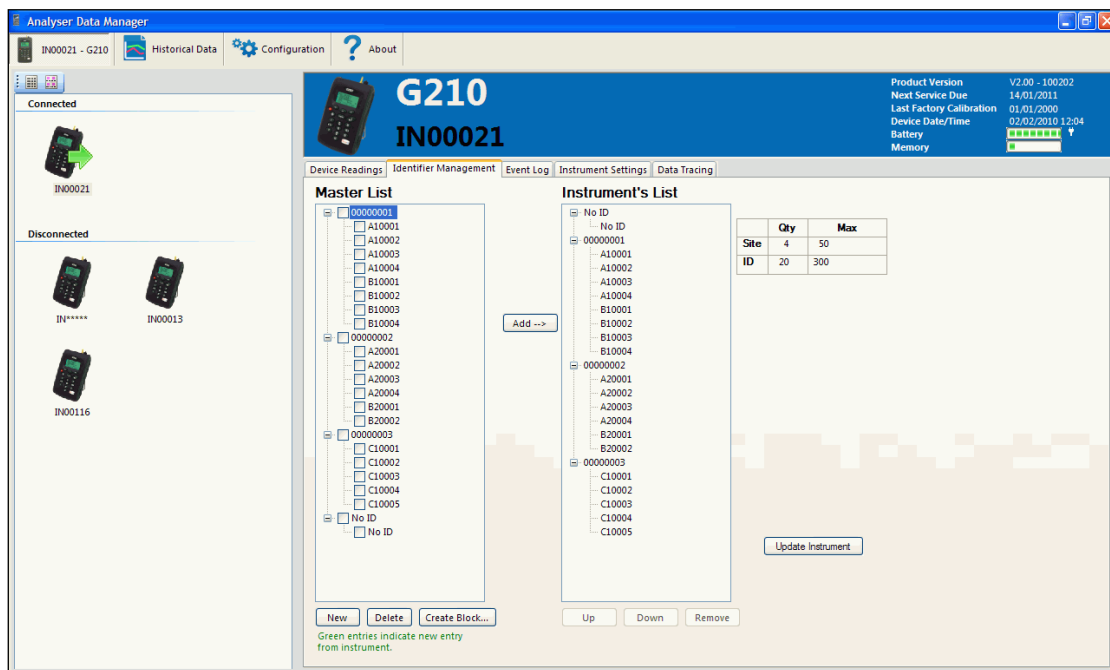 Analyser Data Manager
IN00021 - G210
Historical Data
Configuration
About
Connected
IN00021
Disconnected
IN*****
IN00013
IN00116
G210
IN00021
Product Version V2.00 - 100202
Next Service Due 14/01/2011
Last Factory Calibration 01/01/2000
Device Date/Time 02/02/2010 12:04
Battery
Memory
Device Readings
Identifier Management
Event Log
Instrument Settings
Data Tracing
Master List
00000001
A10001
A10002
A10003
A10004
B10001
B10002
B10003
B10004
00000002
A20001
A20002
A20003
A20004
B20001
B20002
00000003
C10001
C10002
C10003
C10004
C10005
No ID
No ID
New
Delete
Create Block...
Green entries indicate new entry
from instrument.
Add -->
Instrument's List
No ID
No ID
00000001
A10001
A10002
A10003
A10004
B10001
B10002
B10003
B10004
00000002
A20001
A20002
A20003
A20004
B20001
B20002
00000003
C10001
C10002
C10003
C10004
C10005
Up
Down
Remove
Qty Max
Site 4 50
ID 20 300
Update Instrument